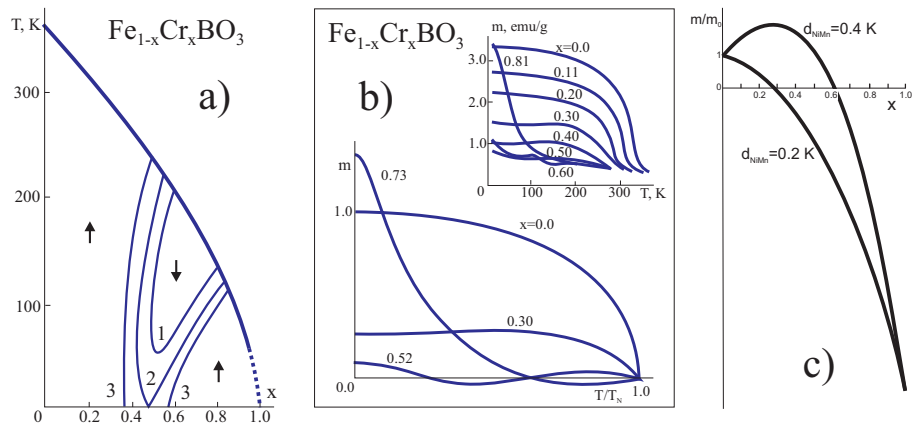 T, K
Fe1-xCrxBO3
a)
300
200
100
0
0.2
0.4
0.6
0.8
1.0
x
1
2
3
3
Fe1-xCrxBO3
b)
m, emu/g
3.0
2.0
1.0
0
100
200
300
T, K
x=0.0
0.81
0.11
0.20
0.30
0.40
0.50
0.60
m
1.0
0.0
0.73
x=0.0
0.30
0.52
1.0
T/TN
m/m0
dNiMn=0.4 K
1
0
0.2
0.4
0.6
0.8
1.0
x
dNiMn=0.2 K
c)